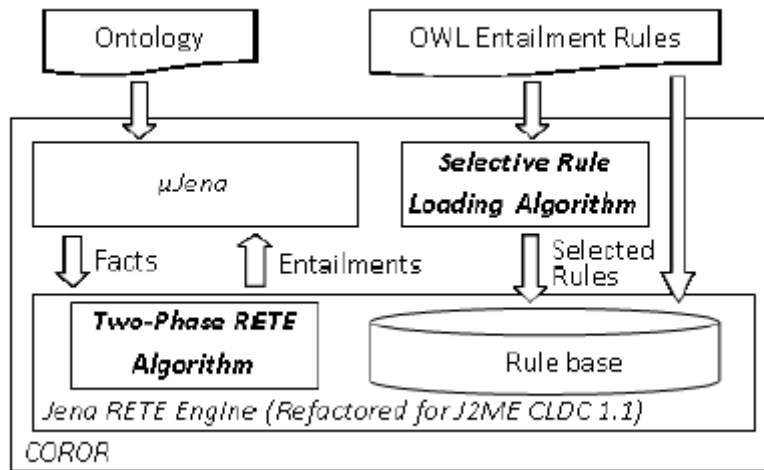 Ontology
OWL Entailment Rules
μJena
Selective Rule
Loading Algorithm
Facts
Entailments
Selected
Rules
Two-Phase RETE
Algorithm
Rule base
Jena RETE Engine (Refactored for J2ME CLDC 1.1)
COROR